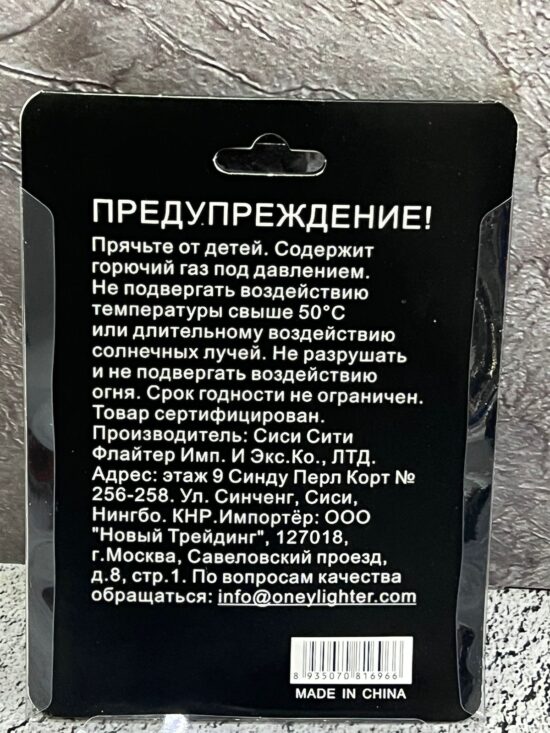 ПРЕДУПРЕЖДЕНИЕ!
Прячьте от детей. Содержит
горючий газ под давлением.
Не подвергать воздействию
температуры свыше 50°С
или длительному воздействию
солнечных лучей. Не разрушать
и не подвергать воздействию
огня. Срок годности не ограничен.
Товар сертифицирован.
Производитель: Сиси Сити
Флайтер Имп. И Экс.Ко., ЛТД.
Адрес: этаж 9 Синду Перл Корт №
256-258. Ул. Синченг, Сиси,
Нингбо. КНР.Импортёр: ООО
"Новый Трейдинг", 127018,
г.Москва, Савеловский проезд,
д.8, стр.1. По вопросам качества
обращаться: info@oneylighter.com
8 935070 816966
MADE IN CHINA